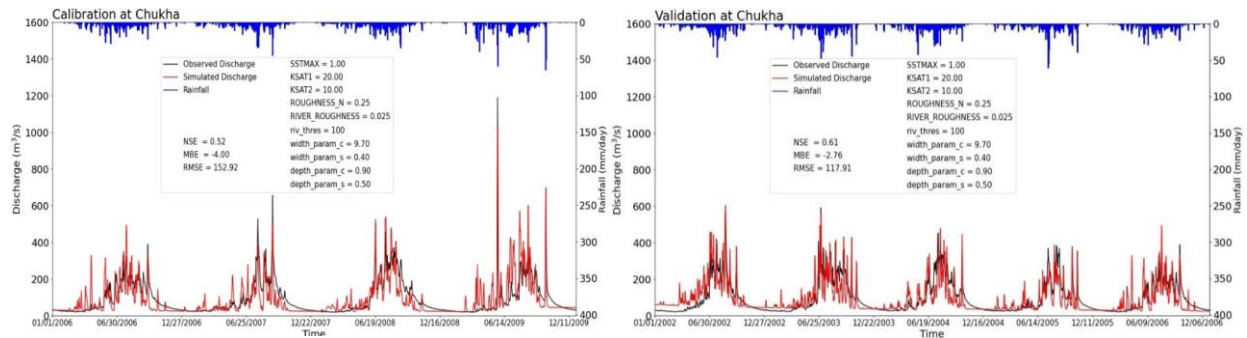 Calibration at Chukha
1600
1400
1200
1000
800
600
400
200
0
Discharge (m³/s)
Observed Discharge
Simulated Discharge
Rainfall
NSE = 0.52
MBE = -4.00
RMSE = 152.92
SSTMAX = 1.00
KSAT1 = 20.00
KSAT2 = 10.00
ROUGHNESS_N = 0.25
RIVER_ROUGHNESS = 0.025
riv_thres = 100
width_param_c = 9.70
width_param_s = 0.40
depth_param_c = 0.90
depth_param_s = 0.50
0
50
100
150
200
250
300
350
400
Rainfall (mm/day)
01/01/2006 06/30/2006 12/27/2006 06/25/2007 12/22/2007 06/19/2008 12/16/2008 06/14/2009 12/11/2009
Time
Validation at Chukha
1600
1400
1200
1000
800
600
400
200
0
Discharge (m³/s)
Observed Discharge
Simulated Discharge
Rainfall
NSE = 0.61
MBE = -2.76
RMSE = 117.91
SSTMAX = 1.00
KSAT1 = 20.00
KSAT2 = 10.00
ROUGHNESS_N = 0.25
RIVER_ROUGHNESS = 0.025
riv_thres = 100
width_param_c = 9.70
width_param_s = 0.40
depth_param_c = 0.90
depth_param_s = 0.50
0
50
100
150
200
250
300
350
400
Rainfall (mm/day)
01/01/2002 06/30/2002 12/27/2002 06/25/2003 12/22/2003 06/19/2004 12/16/2004 06/14/2005 12/11/2005 06/09/2006 12/06/2006
Time